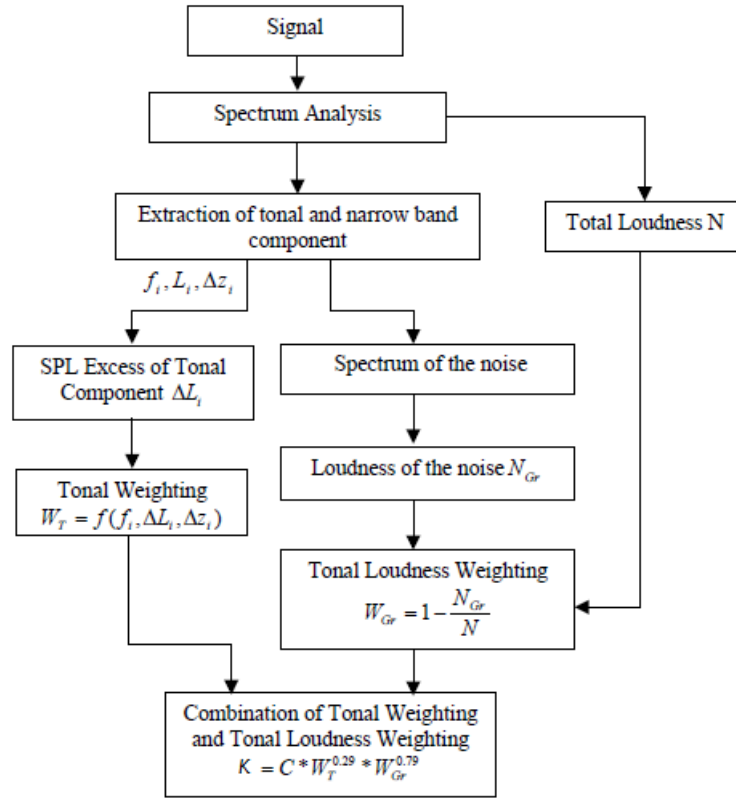 Signal
Spectrum Analysis
Extraction of tonal and narrow band
component
Total Loudness N
f_i, L_i, Δz_i
SPL Excess of Tonal
Component ΔL_i
Spectrum of the noise
Loudness of the noise N_Gr
Tonal Weighting
W_T = f(f_i, ΔL_i, Δz_i)
Tonal Loudness Weighting
W_Gr = 1 − N_Gr / N
Combination of Tonal Weighting
and Tonal Loudness Weighting
K = C * W_T^0.29 * W_Gr^0.79